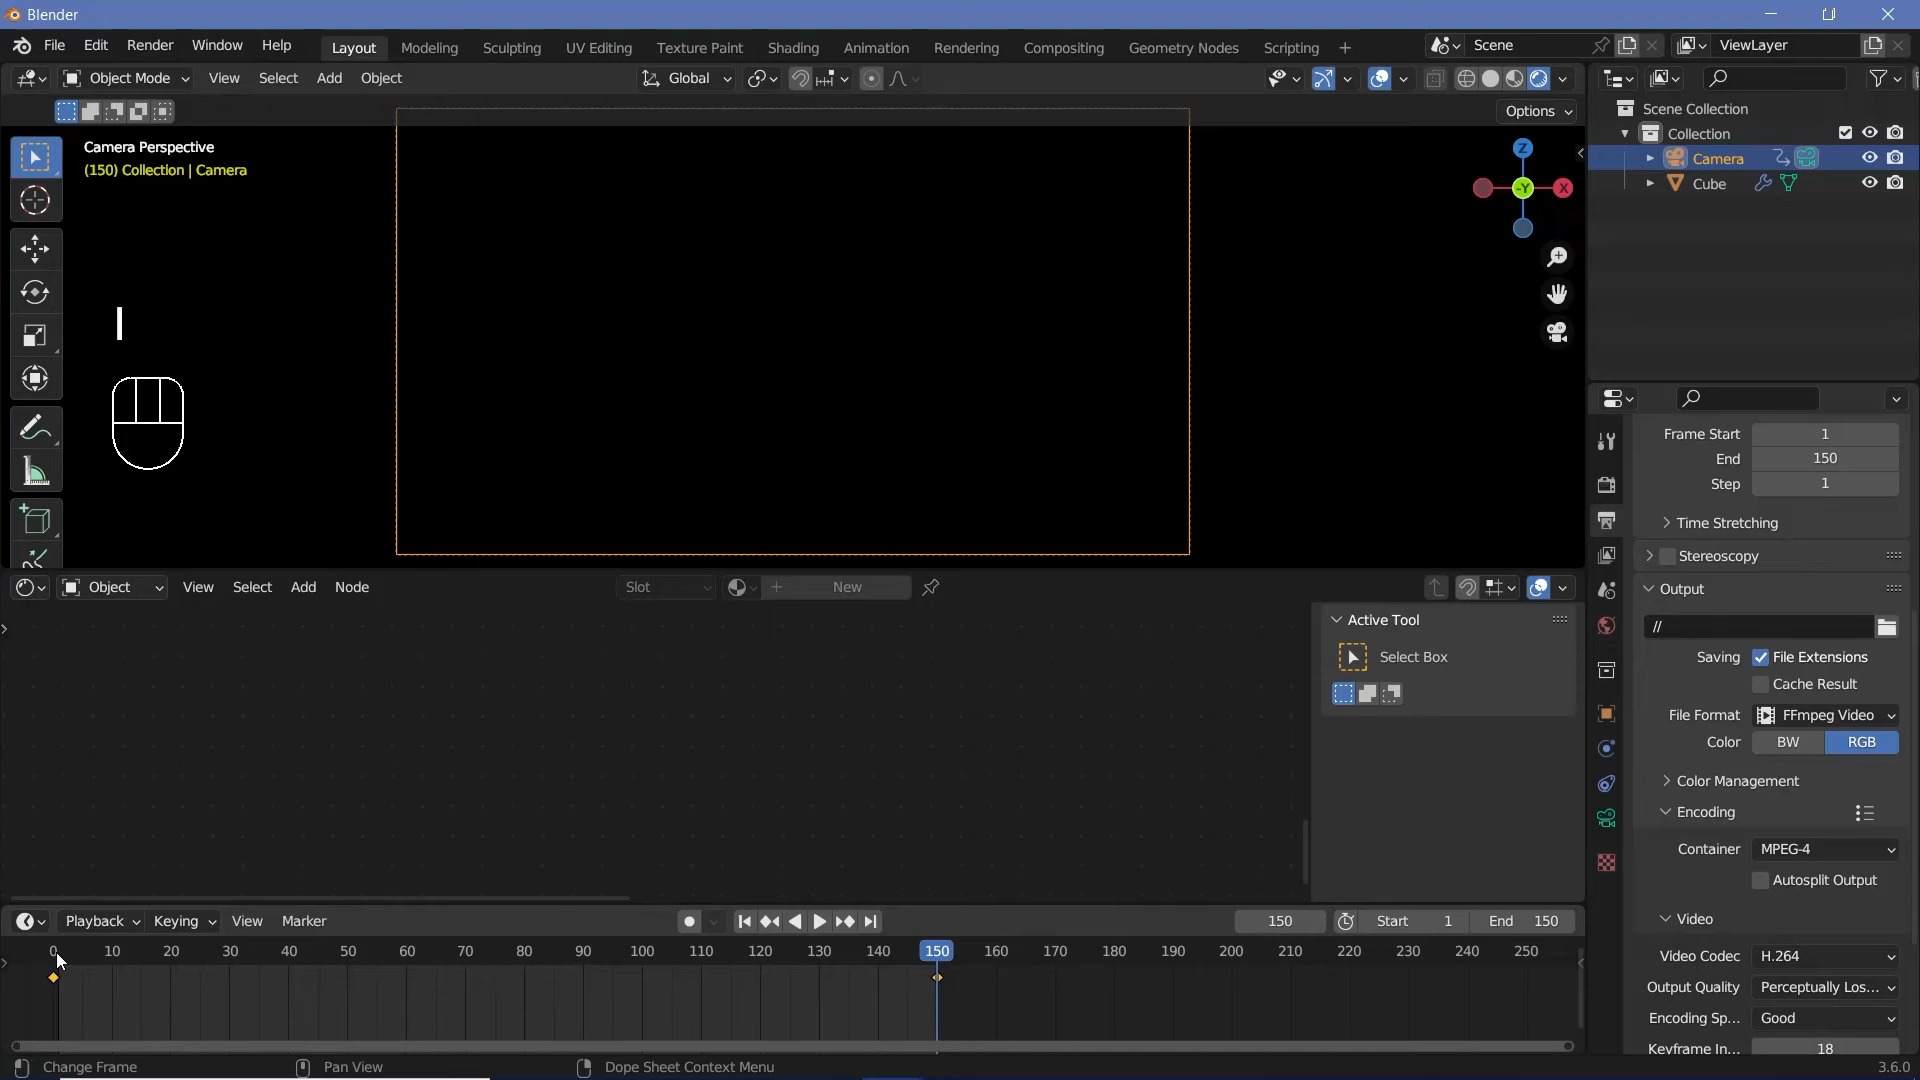 Blender
File Edit Render Window Help Layout Modeling Sculpting UV Editing Texture Paint Shading Animation Rendering Compositing Geometry Nodes Scripting Scene ViewLayer
Object Mode View Select Add Object Global
Options
Camera Perspective
(150) Collection | Camera
Z
-Y
X
I
Scene Collection
Collection
Camera
Cube
Frame Start 1
End 150
Step 1
Time Stretching
Stereoscopy
Output
//
Saving File Extensions
Cache Result
File Format FFmpeg Video
Color BW RGB
Color Management
Encoding
Container MPEG-4
Autosplit Output
Video
Video Codec H.264
Output Quality Perceptually Los...
Encoding Sp... Good
Keyframe In... 18
Object View Select Add Node Slot New
Active Tool
Select Box
Playback Keying View Marker 150 Start 1 End 150
0 10 20 30 40 50 60 70 80 90 100 110 120 130 140 150 160 170 180 190 200 210 220 230 240 250
Change Frame Pan View Dope Sheet Context Menu 3.6.0